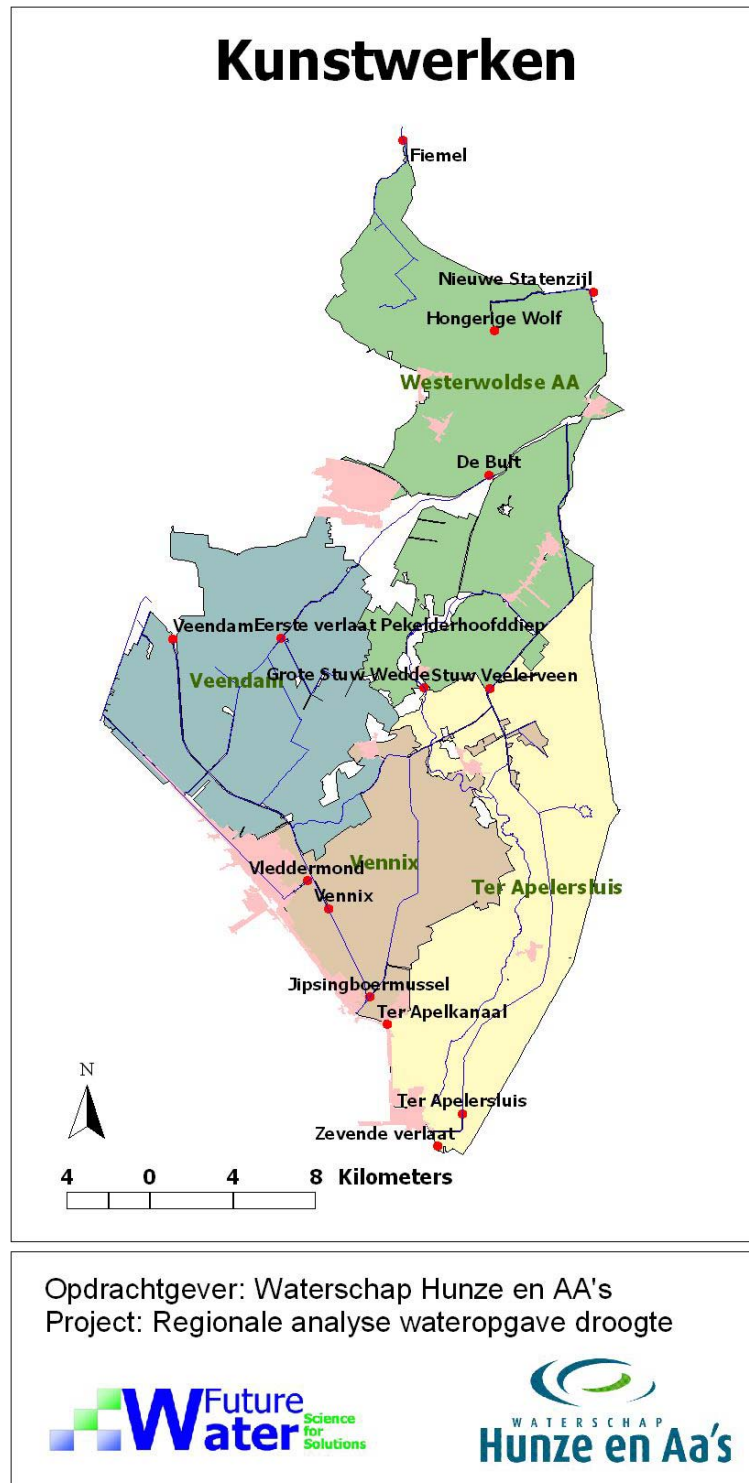 Kunstwerken
Fiemel
Nieuwe Statenzijl
Hongerige Wolf
Westerwoldse AA
De Bult
Veendam
Eerste verlaat Pekelderhoofddiep
Veendam
Grote Stuw Wedde
Stuw Veelerveen
Vleddermond
Vennix
Ter Apelersluis
Vennix
Jipsingboermussel
Ter Apelkanaal
N
Ter Apelersluis
Zevende verlaat
4 0 4 8 Kilometers
Opdrachtgever: Waterschap Hunze en AA's
Project: Regionale analyse wateropgave droogte
Future
Water
Science
for
Solutions
WATERSCHAP
Hunze en Aa's